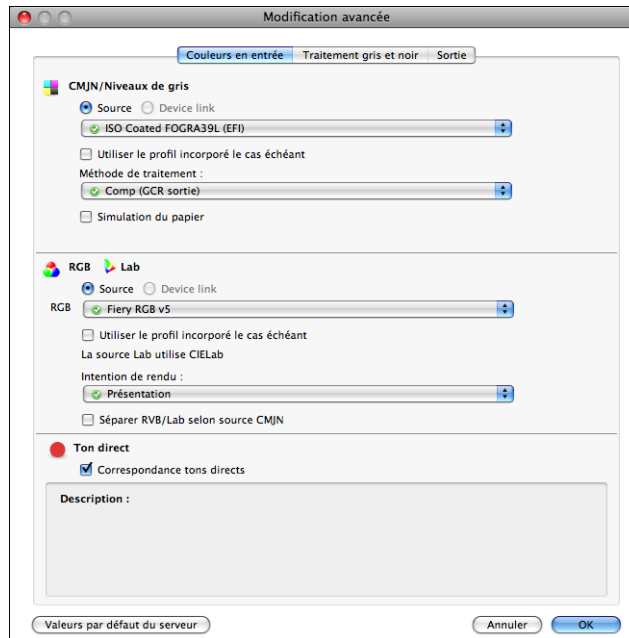 Modification avancée
Couleurs en entrée Traitement gris et noir Sortie
CMJN/Niveaux de gris
Source Device link
ISO Coated FOGRA39L (EFI)
Utiliser le profil incorporé le cas échéant
Méthode de traitement :
Comp (GCR sortie)
Simulation du papier
RGB Lab
Source Device link
RGB Fiery RGB v5
Utiliser le profil incorporé le cas échéant
La source Lab utilise CIELab
Intention de rendu :
Présentation
Séparer RVB/Lab selon source CMJN
Ton direct
Correspondance tons directs
Description :
Valeurs par défaut du serveur Annuler OK